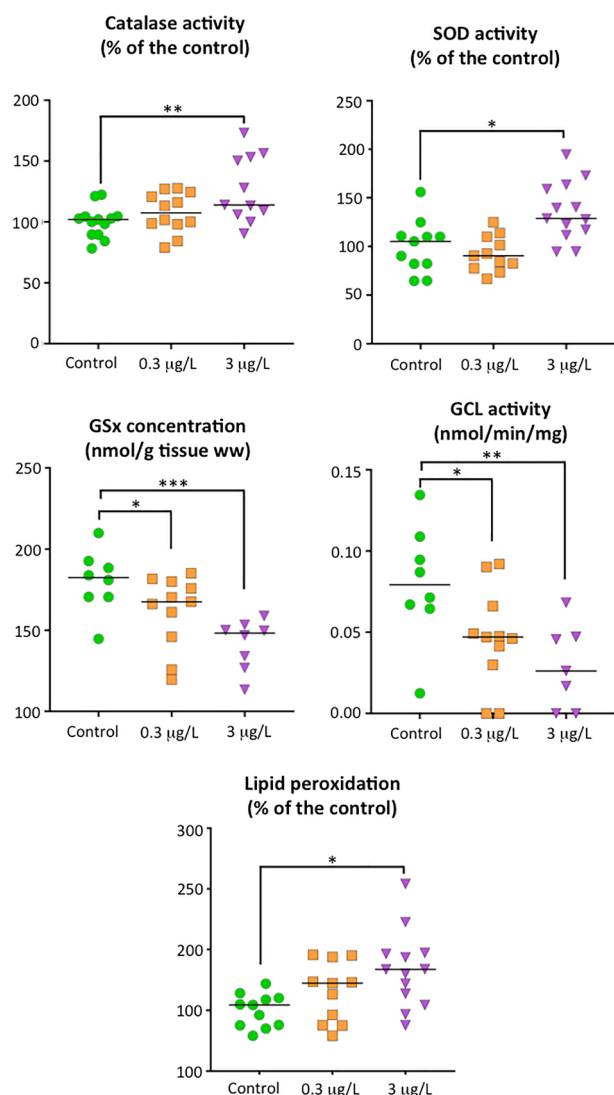 Catalase activity
(% of the control)
200
150
100
50
0
**
Control
0.3 µg/L
3 µg/L
SOD activity
(% of the control)
250
200
150
100
50
0
*
Control
0.3 µg/L
3 µg/L
GSx concentration
(nmol/g tissue ww)
250
200
150
100
***
*
Control
0.3 µg/L
3 µg/L
GCL activity
(nmol/min/mg)
0.15
0.10
0.05
0.00
**
*
Control
0.3 µg/L
3 µg/L
Lipid peroxidation
(% of the control)
300
250
200
100
100
*
Control
0.3 µg/L
3 µg/L